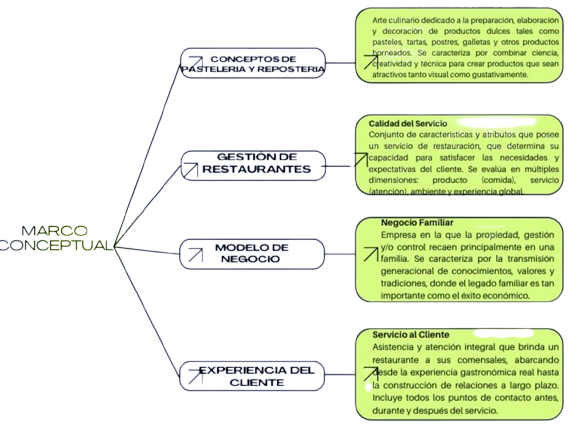 MARCO
CONCEPTUAL
CONCEPTOS DE
PASTELERIA Y REPOSTERIA
Arte culinario dedicado a la preparación, elaboración
y decoración de productos dulces tales como
pasteles, tartas, postres, galletas y otros productos
horneados. Se caracteriza por combinar ciencia,
creatividad y técnica para crear productos que sean
atractivos tanto visual como gustativamente.
GESTIÓN DE
RESTAURANTES
Calidad del Servicio
Conjunto de características y atributos que posee
un servicio de restauración, que determina su
capacidad para satisfacer las necesidades y
expectativas del cliente. Se evalúa en múltiples
dimensiones: producto (comida), servicio
(atención), ambiente y experiencia global.
MODELO DE
NEGOCIO
Negocio Familiar
Empresa en la que la propiedad, gestión
y/o control recaen principalmente en una
familia. Se caracteriza por la transmisión
generacional de conocimientos, valores y
tradiciones, donde el legado familiar es tan
importante como el éxito económico.
EXPERIENCIA DEL
CLIENTE
Servicio al Cliente
Asistencia y atención integral que brinda un
restaurante a sus comensales, abarcando
desde la experiencia gastronómica real hasta
la construcción de relaciones a largo plazo.
Incluye todos los puntos de contacto antes,
durante y después del servicio.